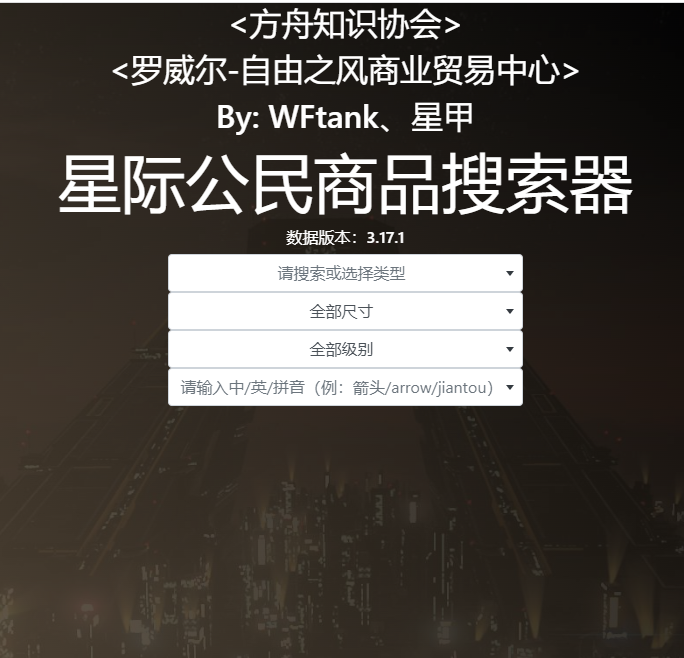 <方舟知识协会>
<罗威尔-自由之风商业贸易中心>
By: WFtank、星甲
星际公民商品搜索器
数据版本：3.17.1
请搜索或选择类型
全部尺寸
全部级别
请输入中/英/拼音（例：箭头/arrow/jiantou）